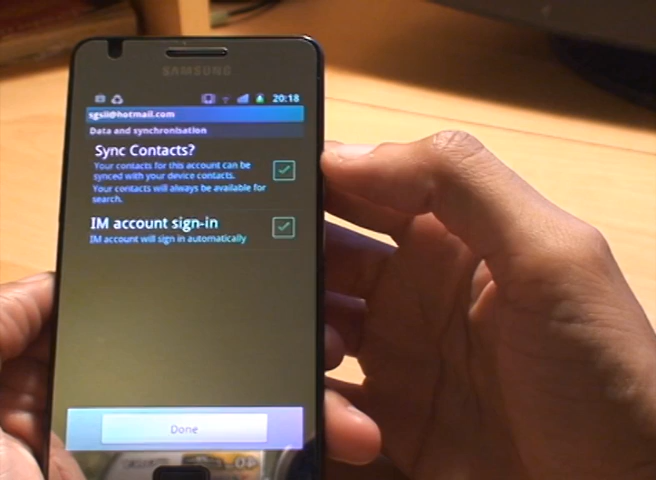 SAMSUNG
20:18
sgsii@hotmail.com
Data and synchronisation
Sync Contacts?
Your contacts for this account can be
synced with your device contacts.
Your contacts will always be available for
search.
IM account sign-in
IM account will sign in automatically
Done